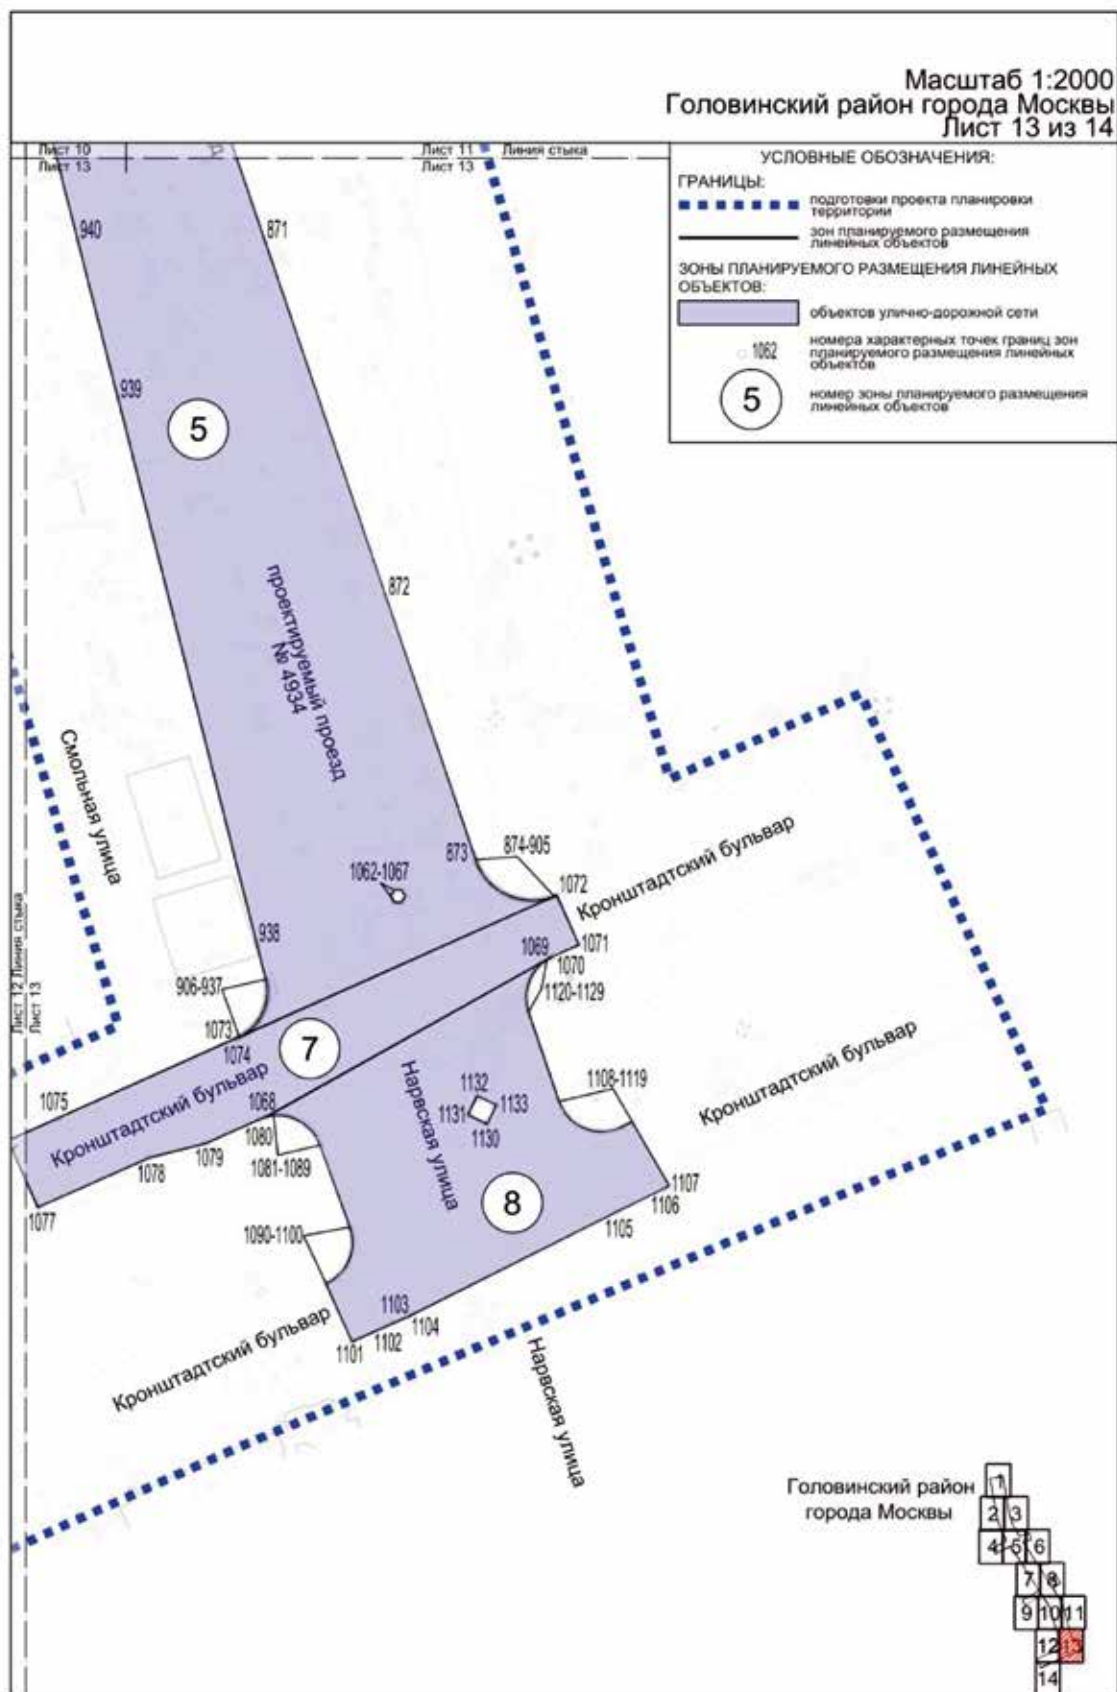 Масштаб 1:2000
Головинский район города Москвы
Лист 13 из 14
Лист 10
Лист 13
Лист 11
Лист 13
Линия стыка
УСЛОВНЫЕ ОБОЗНАЧЕНИЯ:
ГРАНИЦЫ:
подготовки проекта планировки
территории
зон планируемого размещения
линейных объектов
ЗОНЫ ПЛАНИРУЕМОГО РАЗМЕЩЕНИЯ ЛИНЕЙНЫХ
ОБЪЕКТОВ:
объектов улично-дорожной сети
1062
номера характерных точек границ зон
планируемого размещения линейных
объектов
5
номер зоны планируемого размещения
линейных объектов
940
871
939
5
872
проектируемый проезд
№ 4934
Смольная улица
873
874-905
1062-1067
1072
Кронштадтский бульвар
938
1069
1071
1070
906-937
1120-1129
Лист 12
Линия стыка
Лист 13
1073
1074
7
Кронштадтский бульвар
1075
Кронштадтский бульвар
1068
Нарвская улица
1132
1131
1133
1130
1108-1119
1080
1079
1078
1081-1089
1077
8
1107
1106
1105
1090-1100
1103
1104
1102
1101
Кронштадтский бульвар
Нарвская улица
Головинский район
города Москвы
1
2 3
4 5 6
7 8
9 10 11
12 13
14